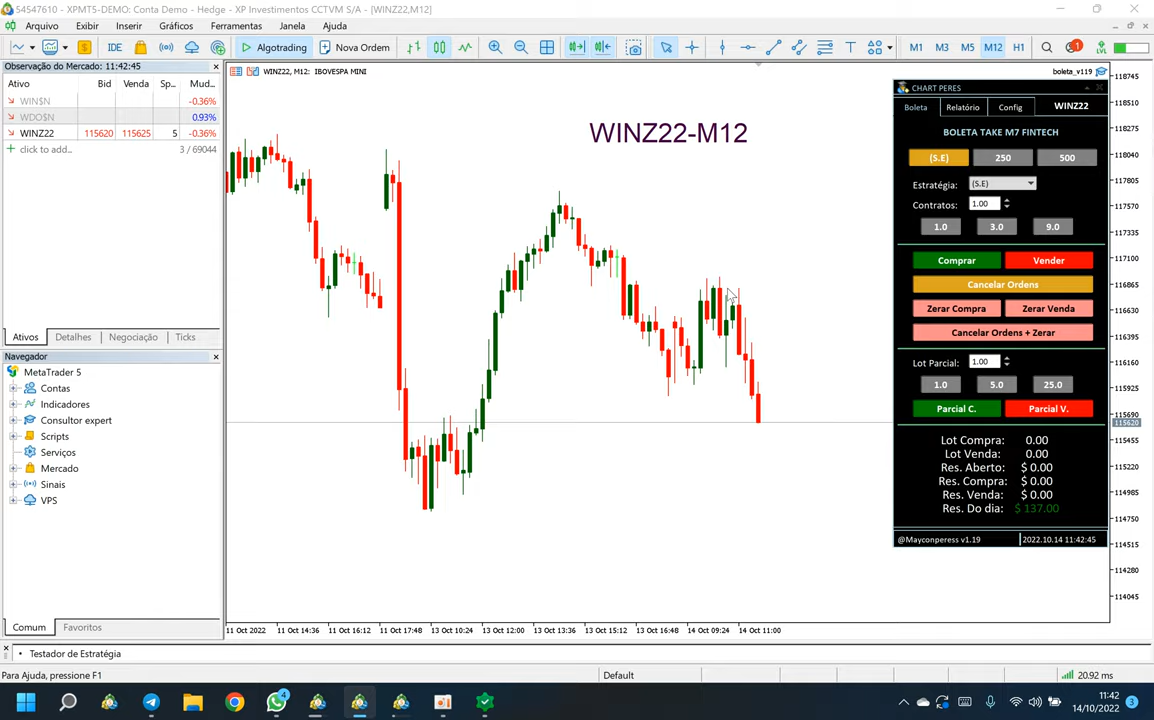 54547610 - XPMT5-DEMO: Conta Demo - Hedge - XP Investimentos CCTVM S/A - [WINZ22,M12]
Arquivo Exibir Inserir Gráficos Ferramentas Janela Ajuda
IDE Algotrading Nova Ordem M1 M3 M5 M12 H1 1 LVL
Observação do Mercado: 11:42:45
Ativo Bid Venda Sp... Mud...
WIN$N -0.36%
WDO$N 0.93%
WINZ22 115620 115625 5 -0.36%
click to add... 3 / 69044
Ativos Detalhes Negociação Ticks
Navegador
MetaTrader 5
Contas
Indicadores
Consultor expert
Scripts
Serviços
Mercado
Sinais
VPS
Comum Favoritos
WINZ22, M12: IBOVESPA MINI
boleta_v119
WINZ22-M12
CHART PERES
Boleta Relatório Config WINZ22
BOLETA TAKE M7 FINTECH
(S.E) 250 500
Estratégia: (S.E)
Contratos: 1.00
1.0 3.0 9.0
Comprar Vender
Cancelar Ordens
Zerar Compra Zerar Venda
Cancelar Ordens + Zerar
Lot Parcial: 1.00
1.0 5.0 25.0
Parcial C. Parcial V.
Lot Compra: 0.00
Lot Venda: 0.00
Res. Aberto: $ 0.00
Res. Compra: $ 0.00
Res. Venda: $ 0.00
Res. Do dia: $ 137.00
@Mayconperess v1.19 2022.10.14 11:42:45
118745
118510
118275
118040
117805
117570
117335
117100
116865
116630
116395
116160
115925
115690
115620
115455
115220
114985
114750
114515
114280
114045
11 Oct 2022 11 Oct 14:36 11 Oct 16:12 11 Oct 17:48 13 Oct 10:24 13 Oct 12:00 13 Oct 13:36 13 Oct 15:12 13 Oct 16:48 14 Oct 09:24 14 Oct 11:00
Testador de Estratégia
Para Ajuda, pressione F1 Default 20.92 ms
4
11:42
14/10/2022
3